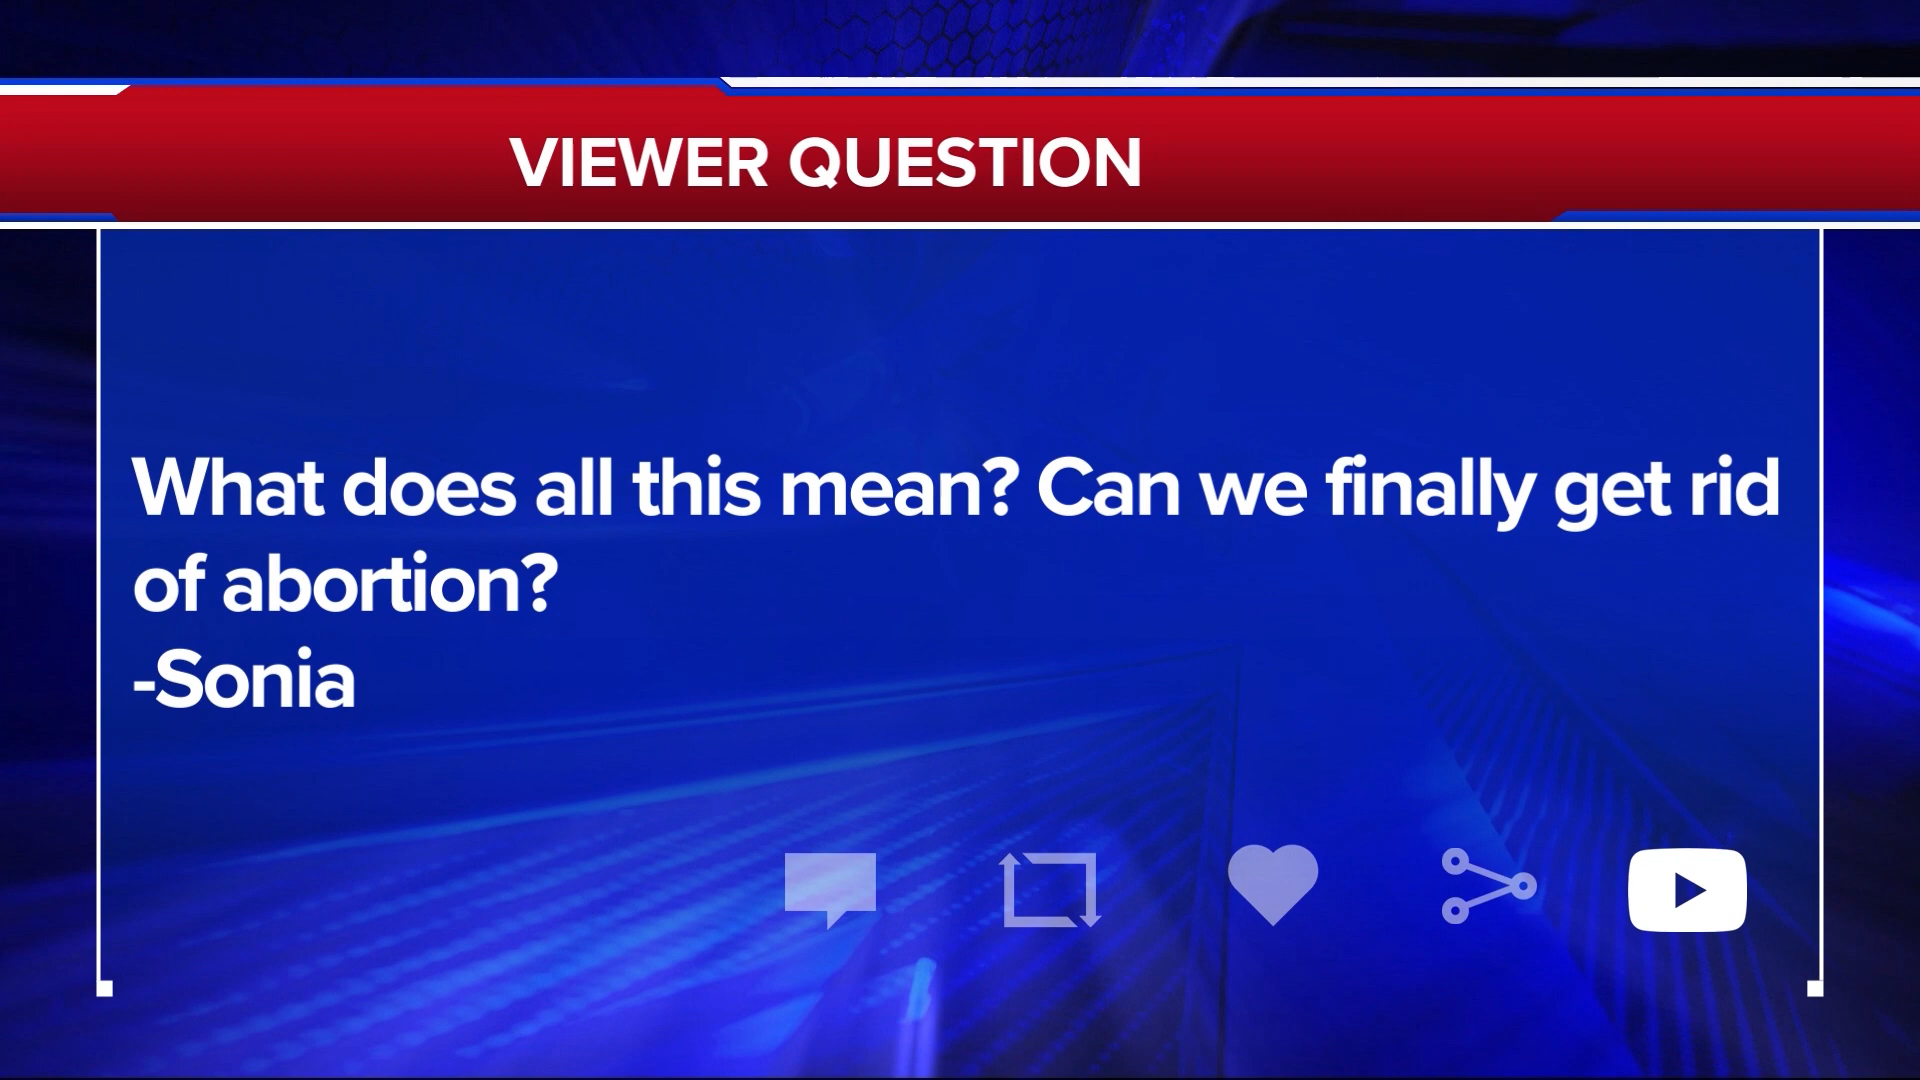 VIEWER QUESTION
What does all this mean? Can we finally get rid
of abortion?
-Sonia